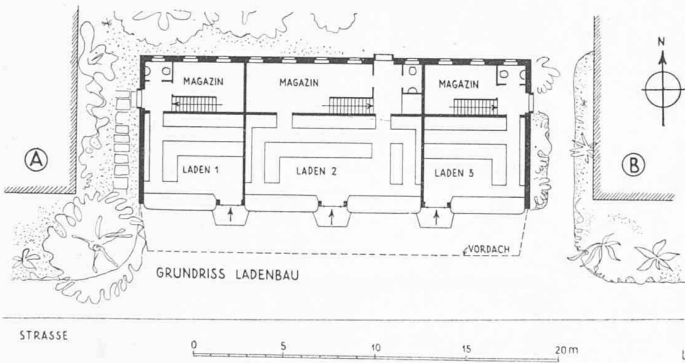 N
MAGAZIN MAGAZIN MAGAZIN
A B
LADEN 1 LADEN 2 LADEN 3
VORDACH
GRUNDRISS LADENBAU
STRASSE
0 5 10 15 20 m